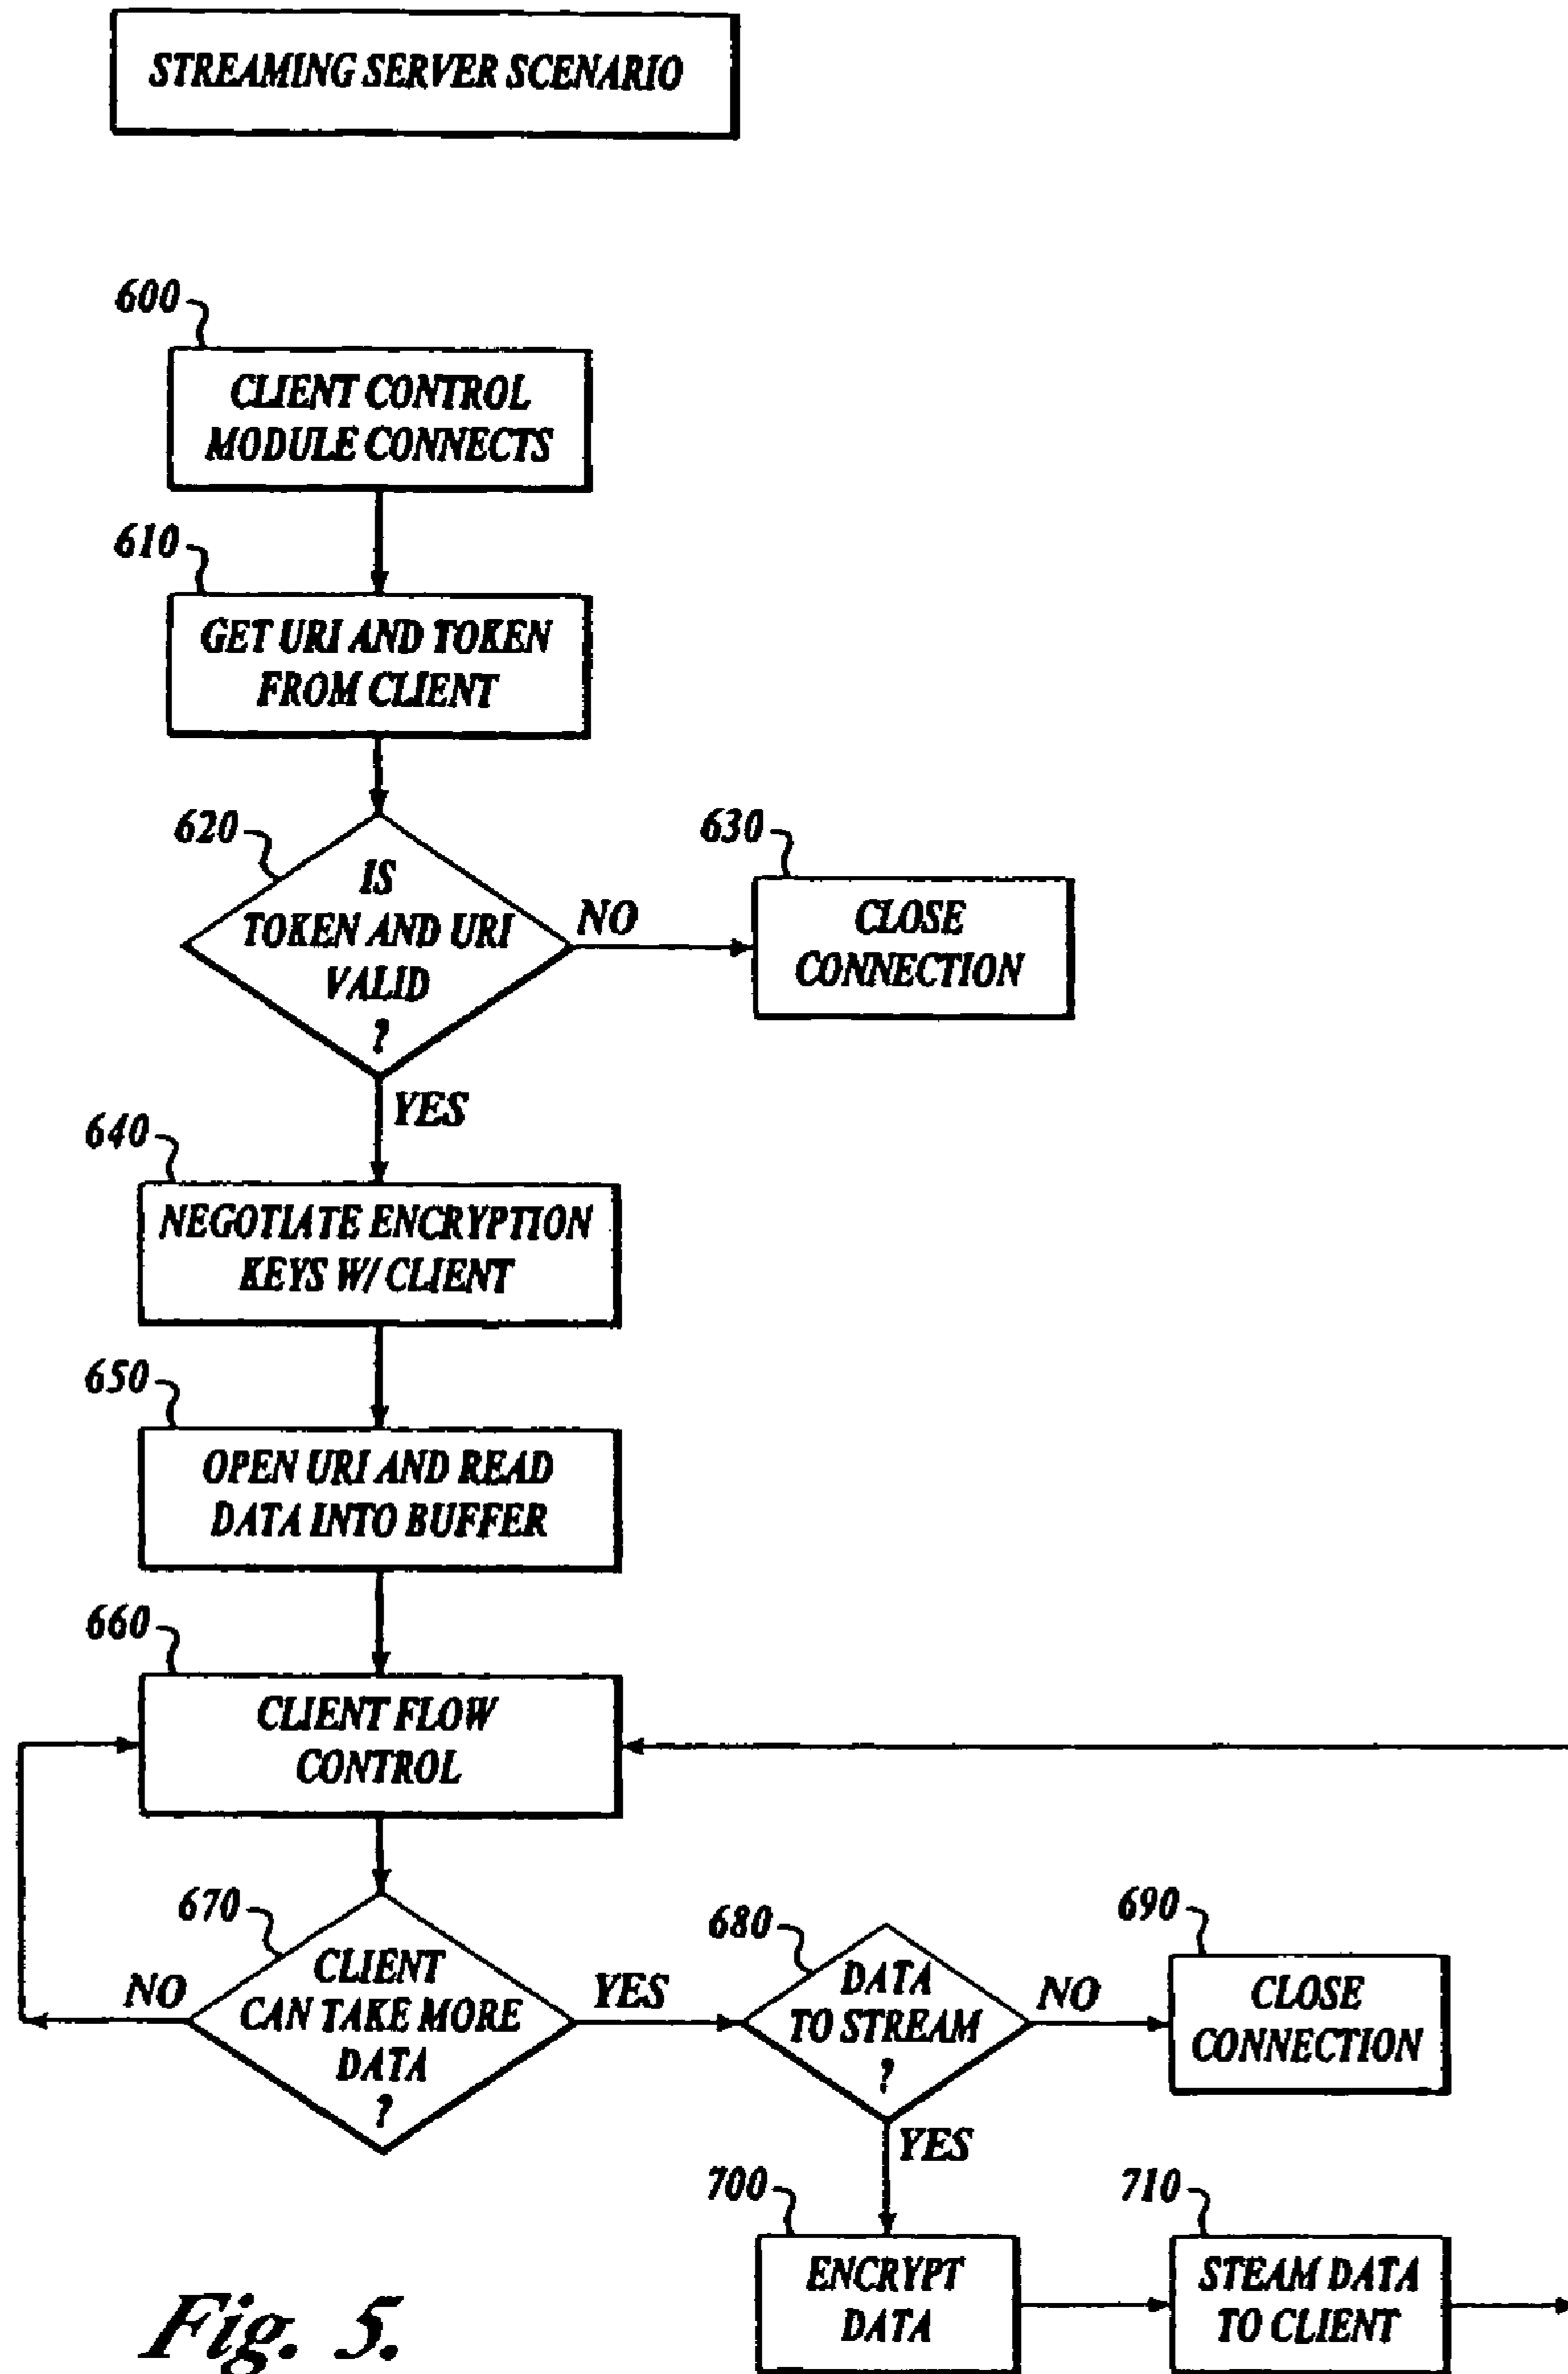 STREAMING SERVER SCENARIO
600
CLIENT CONTROL
MODULE CONNECTS
610
GET URI AND TOKEN
FROM CLIENT
620
IS
TOKEN AND URI
VALID
?
NO
630
CLOSE
CONNECTION
YES
640
NEGOTIATE ENCRYPTION
KEYS W/ CLIENT
650
OPEN URI AND READ
DATA INTO BUFFER
660
CLIENT FLOW
CONTROL
670
CLIENT
CAN TAKE MORE
DATA
?
NO
YES
680
DATA
TO STREAM
?
NO
690
CLOSE
CONNECTION
YES
700
ENCRYPT
DATA
710
STEAM DATA
TO CLIENT
Fig. 5.